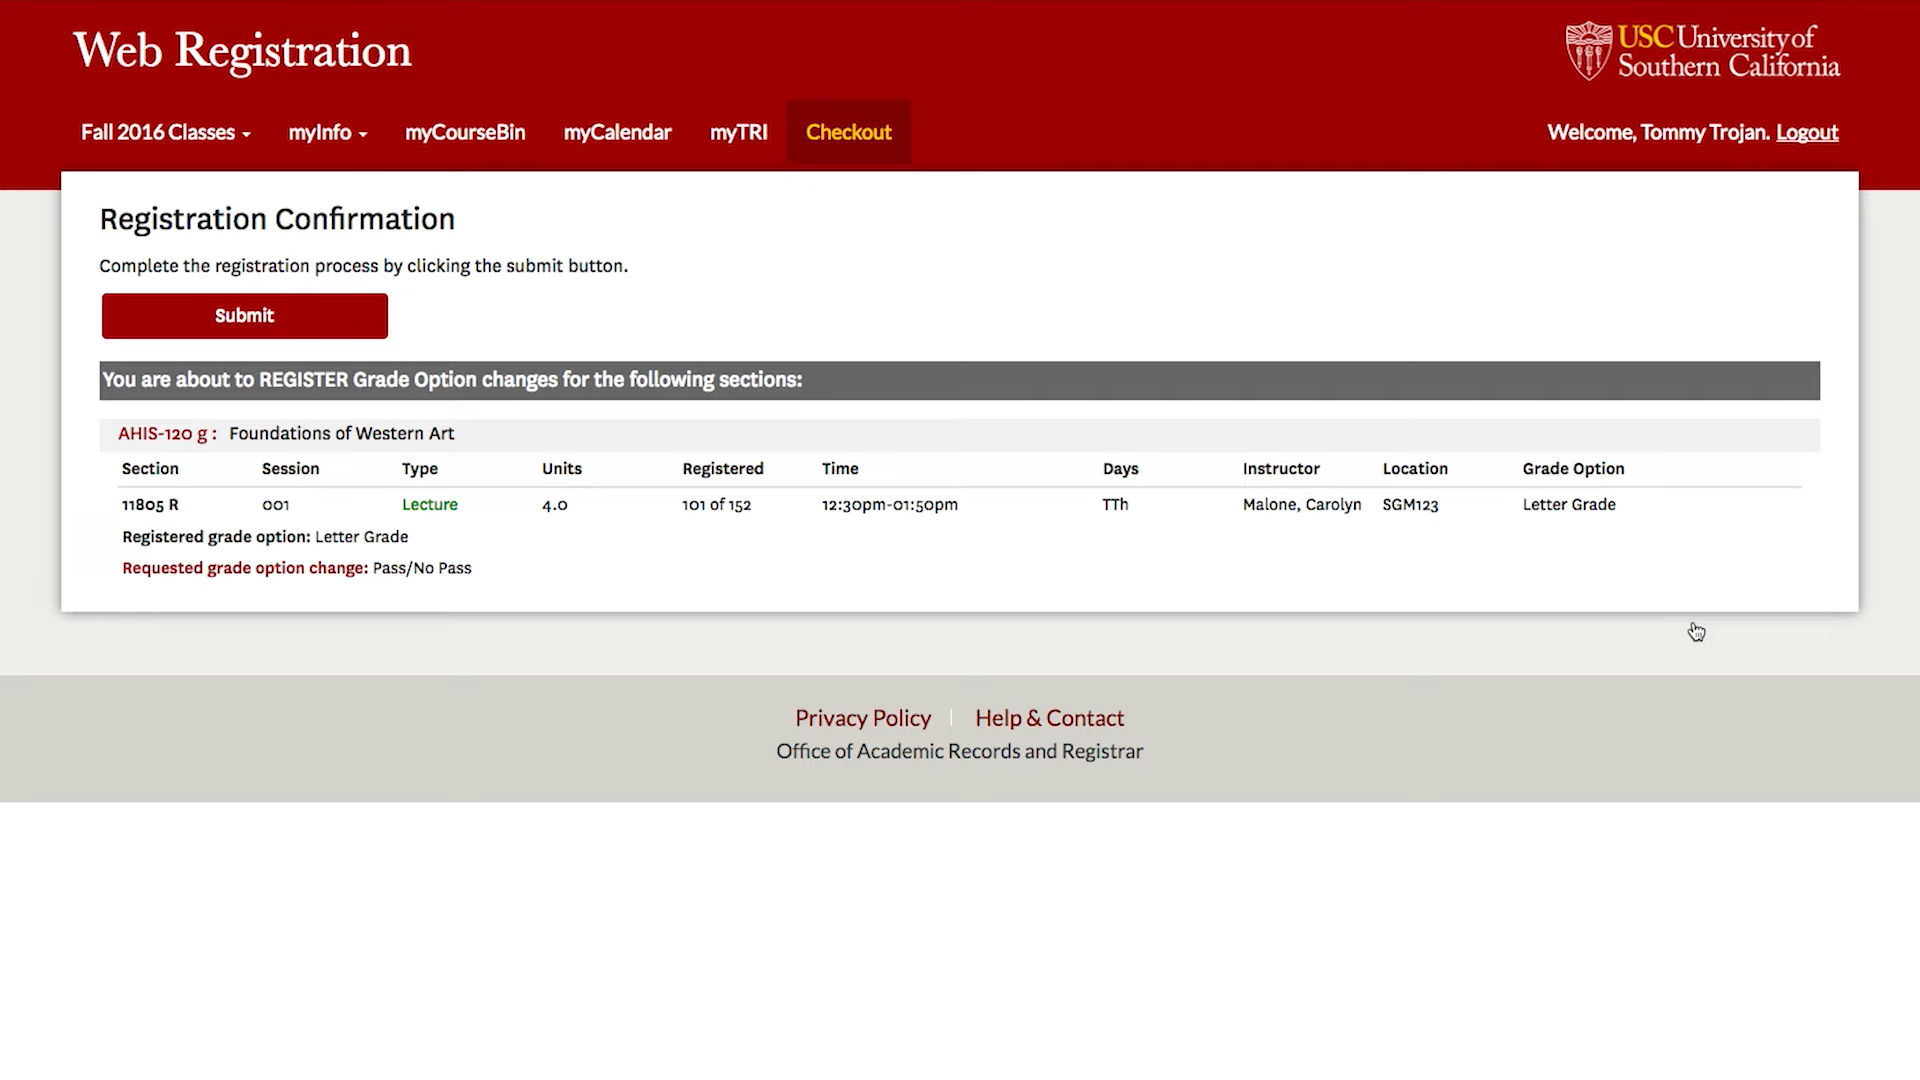 Web Registration
USC University of
Southern California
Fall 2016 Classes myInfo myCourseBin myCalendar myTRI Checkout Welcome, Tommy Trojan. Logout
Registration Confirmation
Complete the registration process by clicking the submit button.
Submit
You are about to REGISTER Grade Option changes for the following sections:
AHIS-120 g : Foundations of Western Art
Section Session Type Units Registered Time Days Instructor Location Grade Option
11805 R 001 Lecture 4.0 101 of 152 12:30pm-01:50pm TTh Malone, Carolyn SGM123 Letter Grade
Registered grade option: Letter Grade
Requested grade option change: Pass/No Pass
Privacy Policy Help & Contact
Office of Academic Records and Registrar